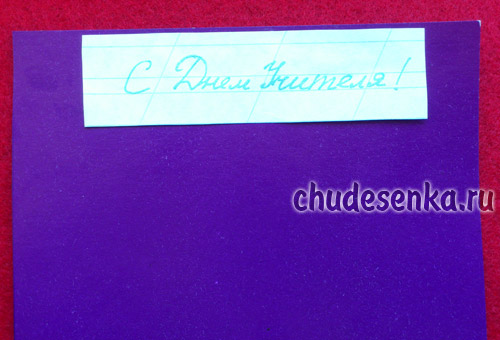 С Днем Учителя!
chudesenka.ru